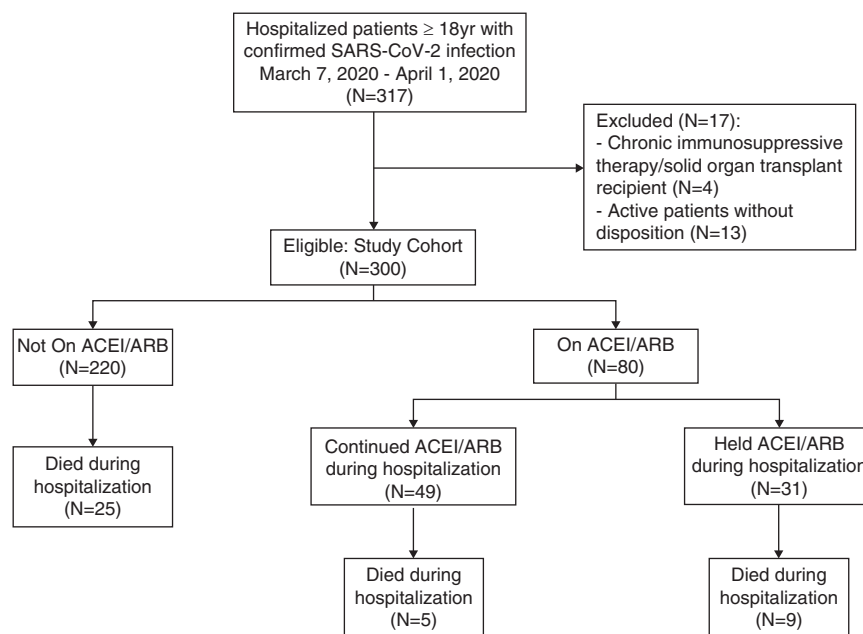 Hospitalized patients ≥ 18yr with
confirmed SARS-CoV-2 infection
March 7, 2020 - April 1, 2020
(N=317)
Excluded (N=17):
- Chronic immunosuppressive
therapy/solid organ transplant
recipient (N=4)
- Active patients without
disposition (N=13)
Eligible: Study Cohort
(N=300)
Not On ACEI/ARB
(N=220)
On ACEI/ARB
(N=80)
Died during
hospitalization
(N=25)
Continued ACEI/ARB
during hospitalization
(N=49)
Held ACEI/ARB
during hospitalization
(N=31)
Died during
hospitalization
(N=5)
Died during
hospitalization
(N=9)